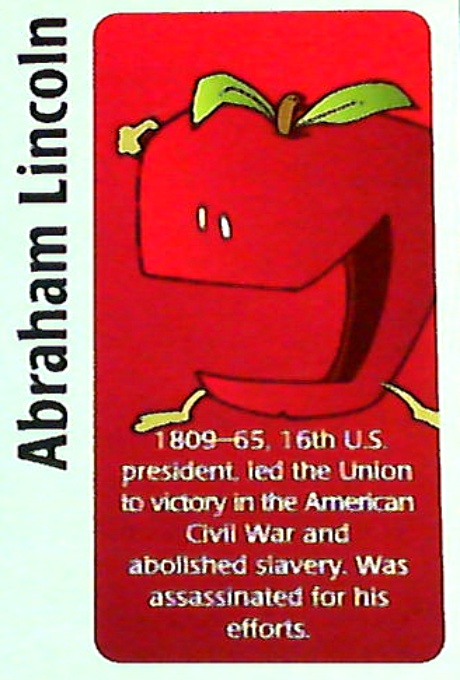 Abraham Lincoln
1809–65, 16th U.S.
president, led the Union
to victory in the American
Civil War and
abolished slavery. Was
assassinated for his
efforts.